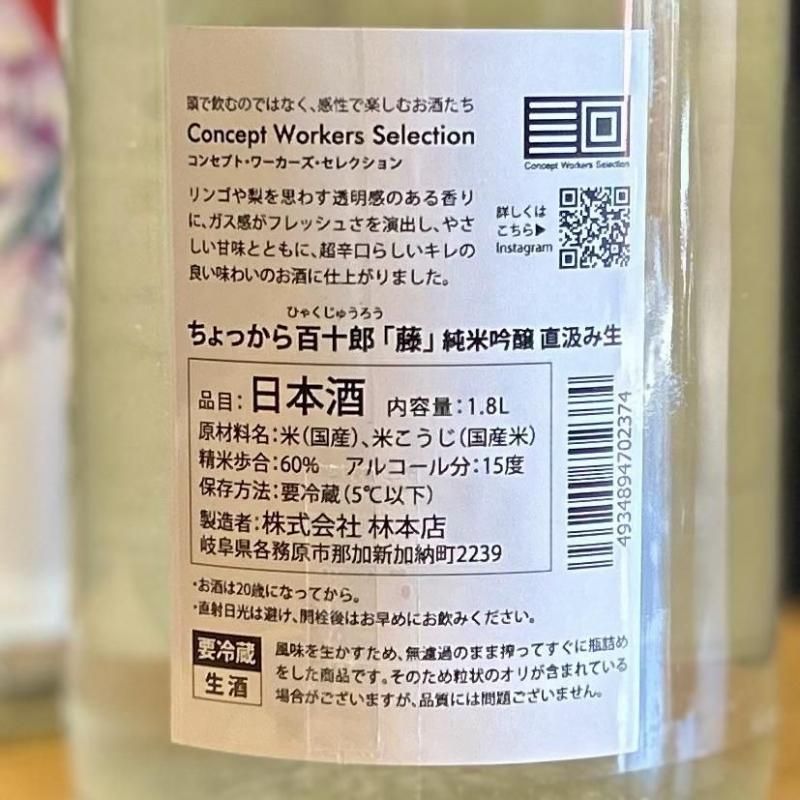 頭で飲むのではなく、感性で楽しむお酒たち
Concept Workers Selection
コンセプト・ワーカーズ・セレクション
Concept Workers Selection
リンゴや梨を思わす透明感のある香り
に、ガス感がフレッシュさを演出し、やさ
しい甘味とともに、超辛口らしいキレの
良い味わいのお酒に仕上がりました。
詳しくは
こちら▶
Instagram
ひゃくじゅうろう
ちょっから百十郎「藤」純米吟醸 直汲み生
品目：日本酒 内容量：1.8L
原材料名：米（国産）、米こうじ（国産米）
精米歩合：60% アルコール分：15度
保存方法：要冷蔵（5℃以下）
製造者：株式会社 林本店
岐阜県各務原市那加新加納町2239
4934894702374
・お酒は20歳になってから。
・直射日光は避け、開栓後はお早めにお飲みください。
要冷蔵
生酒
風味を生かすため、無濾過のまま搾ってすぐに瓶詰め
をした商品です。そのため粒状のオリが含まれている
場合がございますが、品質には問題ございません。